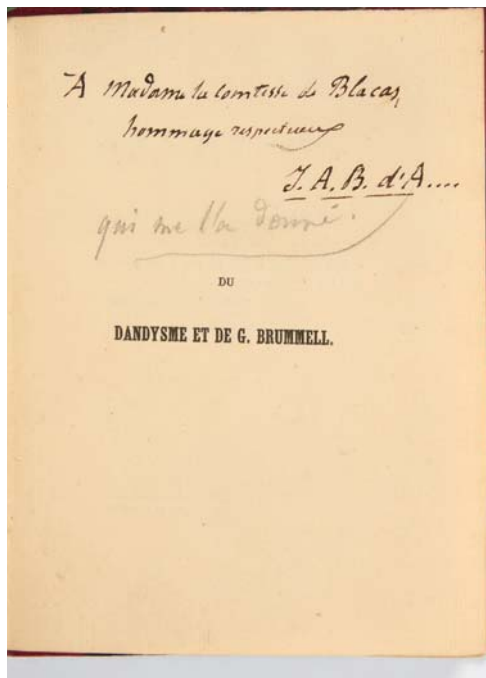 A Madame la comtesse de Blacas,
hommage respectueux
J. A. B. d'A....
qui me l'a donné.
DU
DANDYSME ET DE G. BRUMMELL.